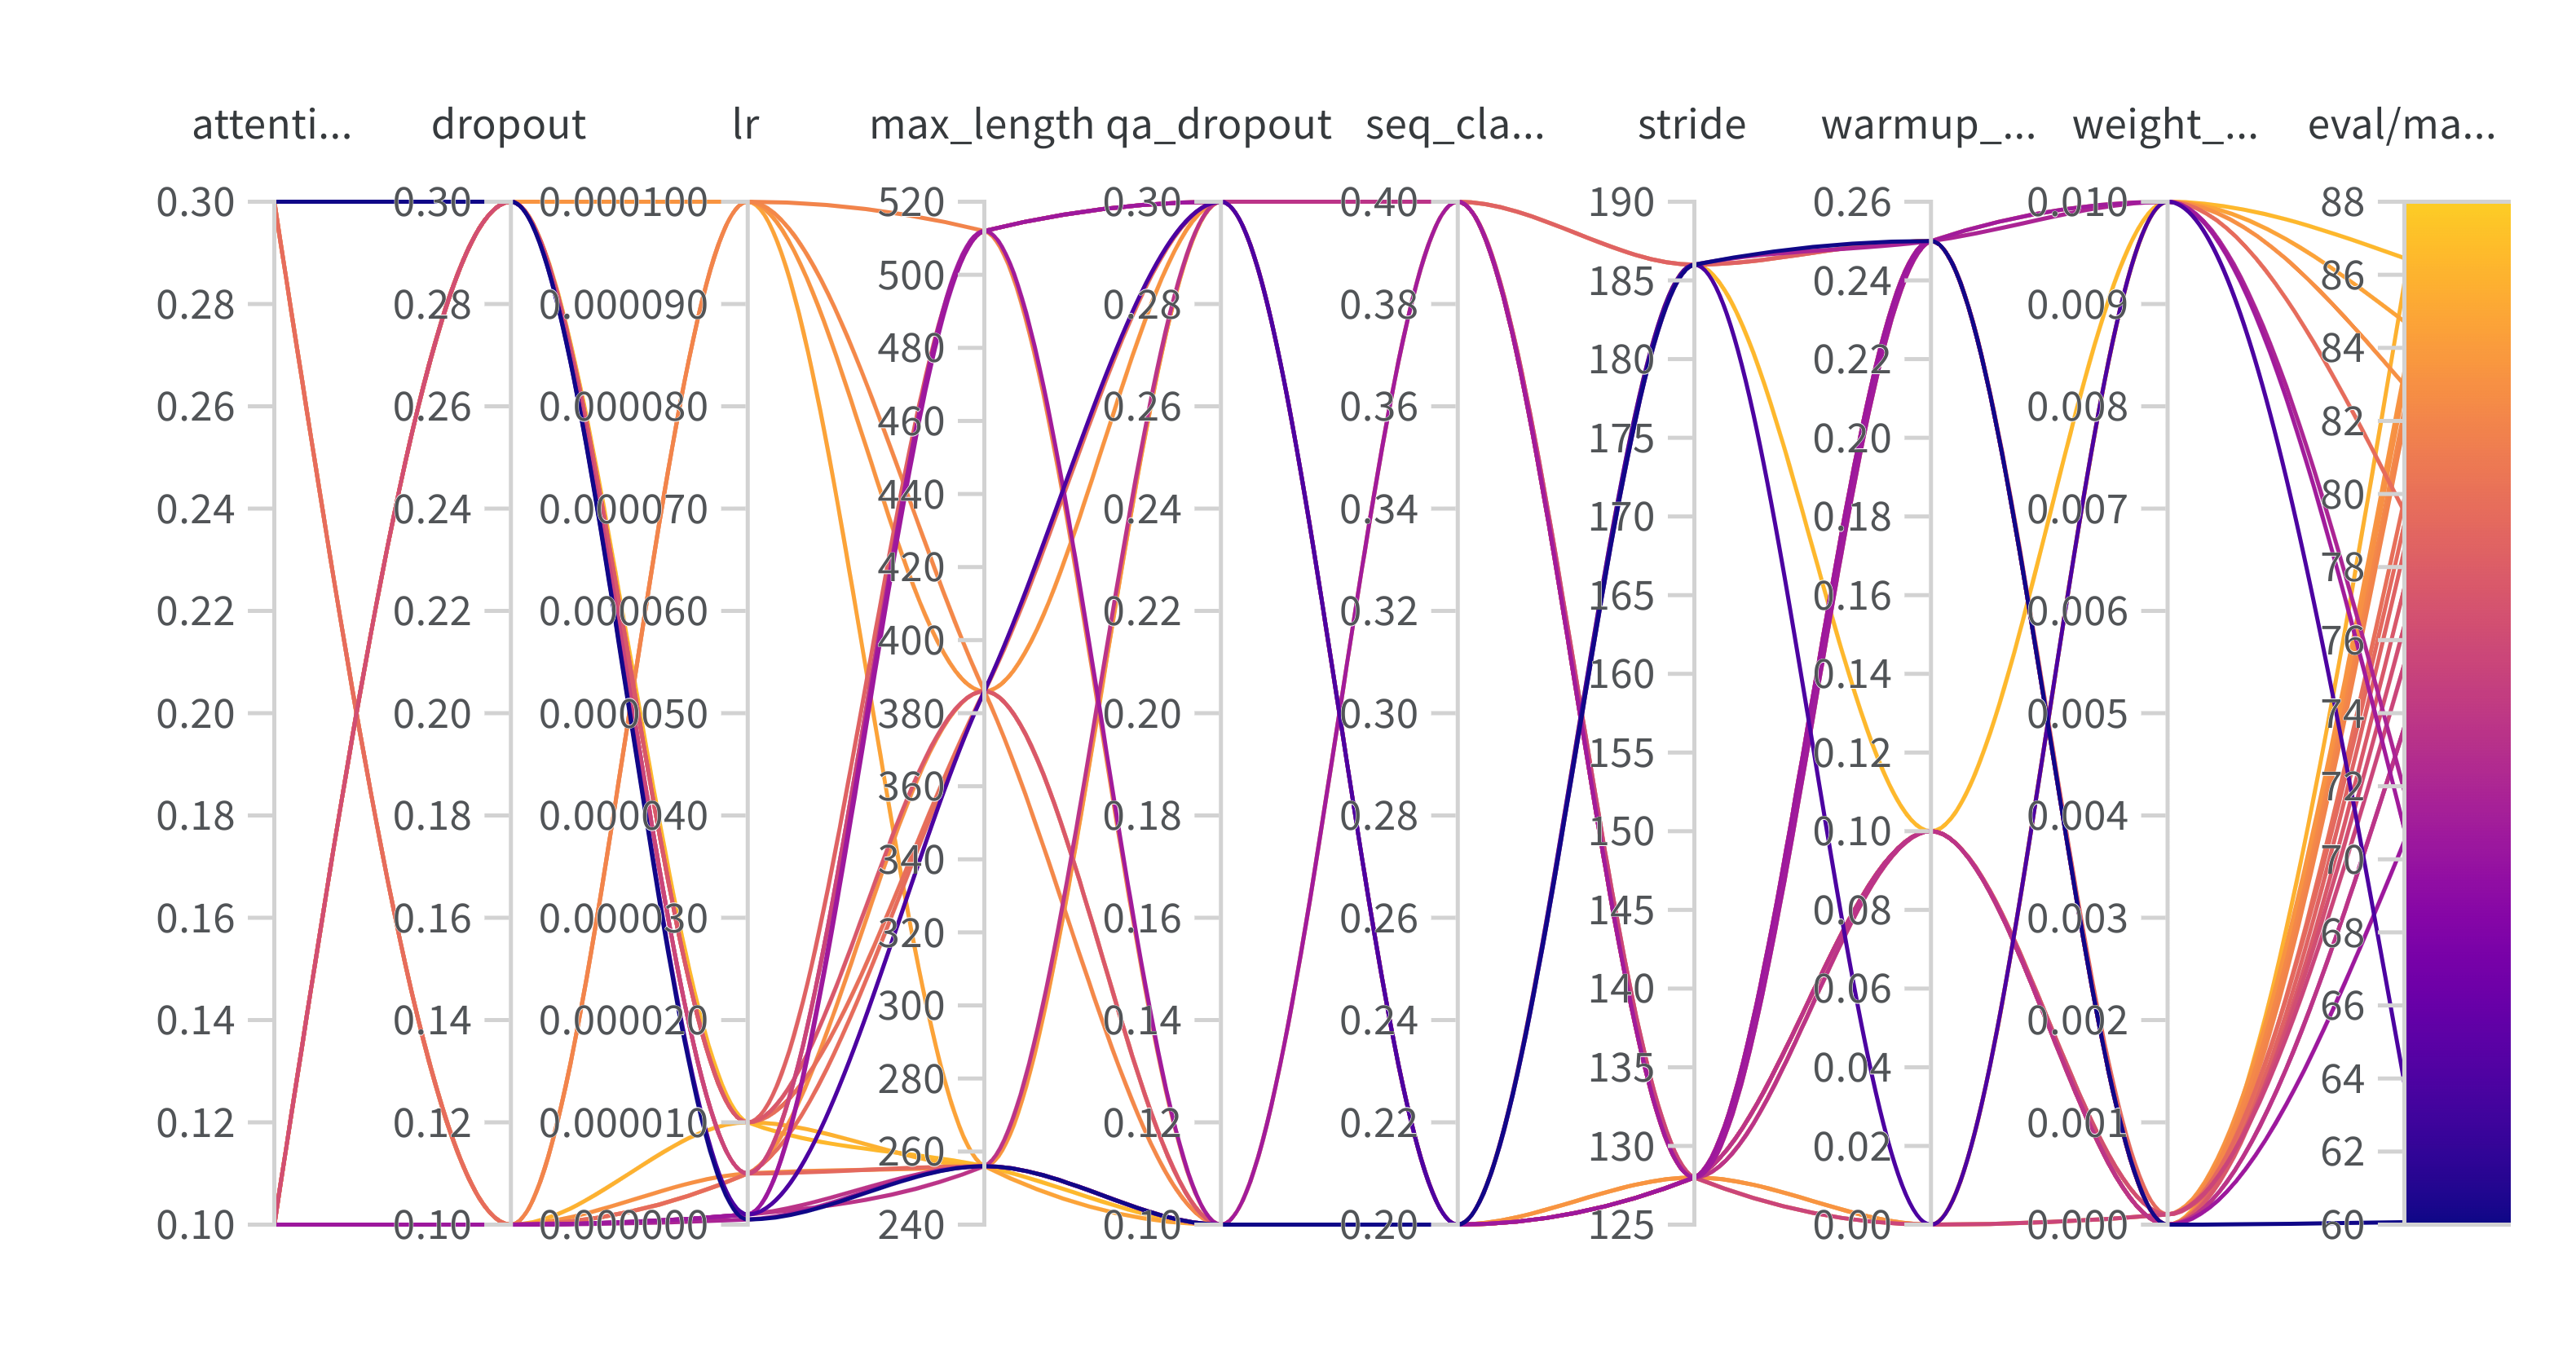 attenti... dropout lr max_length qa_dropout seq_cla... stride warmup_... weight_... eval/ma...
0.30 0.30 0.000100 520 0.30 0.40 190 0.26 0.010 88
0.28 0.28 0.000090 500 0.28 0.38 185 0.24 0.009 86
0.26 0.26 0.000080 480 0.26 0.36 180 0.22 0.008 84
0.24 0.24 0.000070 460 0.24 0.34 175 0.20 0.007 82
0.22 0.22 0.000060 440 0.22 0.32 170 0.18 0.006 80
0.20 0.20 0.000050 420 0.20 0.30 165 0.16 0.005 78
0.18 0.18 0.000040 400 0.18 0.28 160 0.14 0.004 76
0.16 0.16 0.000030 380 0.16 0.26 155 0.12 0.003 74
0.14 0.14 0.000020 360 0.14 0.24 150 0.10 0.002 72
0.12 0.12 0.000010 340 0.12 0.22 145 0.08 0.001 70
0.10 0.10 0.000000 320 0.10 0.20 140 0.06 0.000 68
300 135 0.04 66
280 130 0.02 64
260 125 0.00 62
240 60